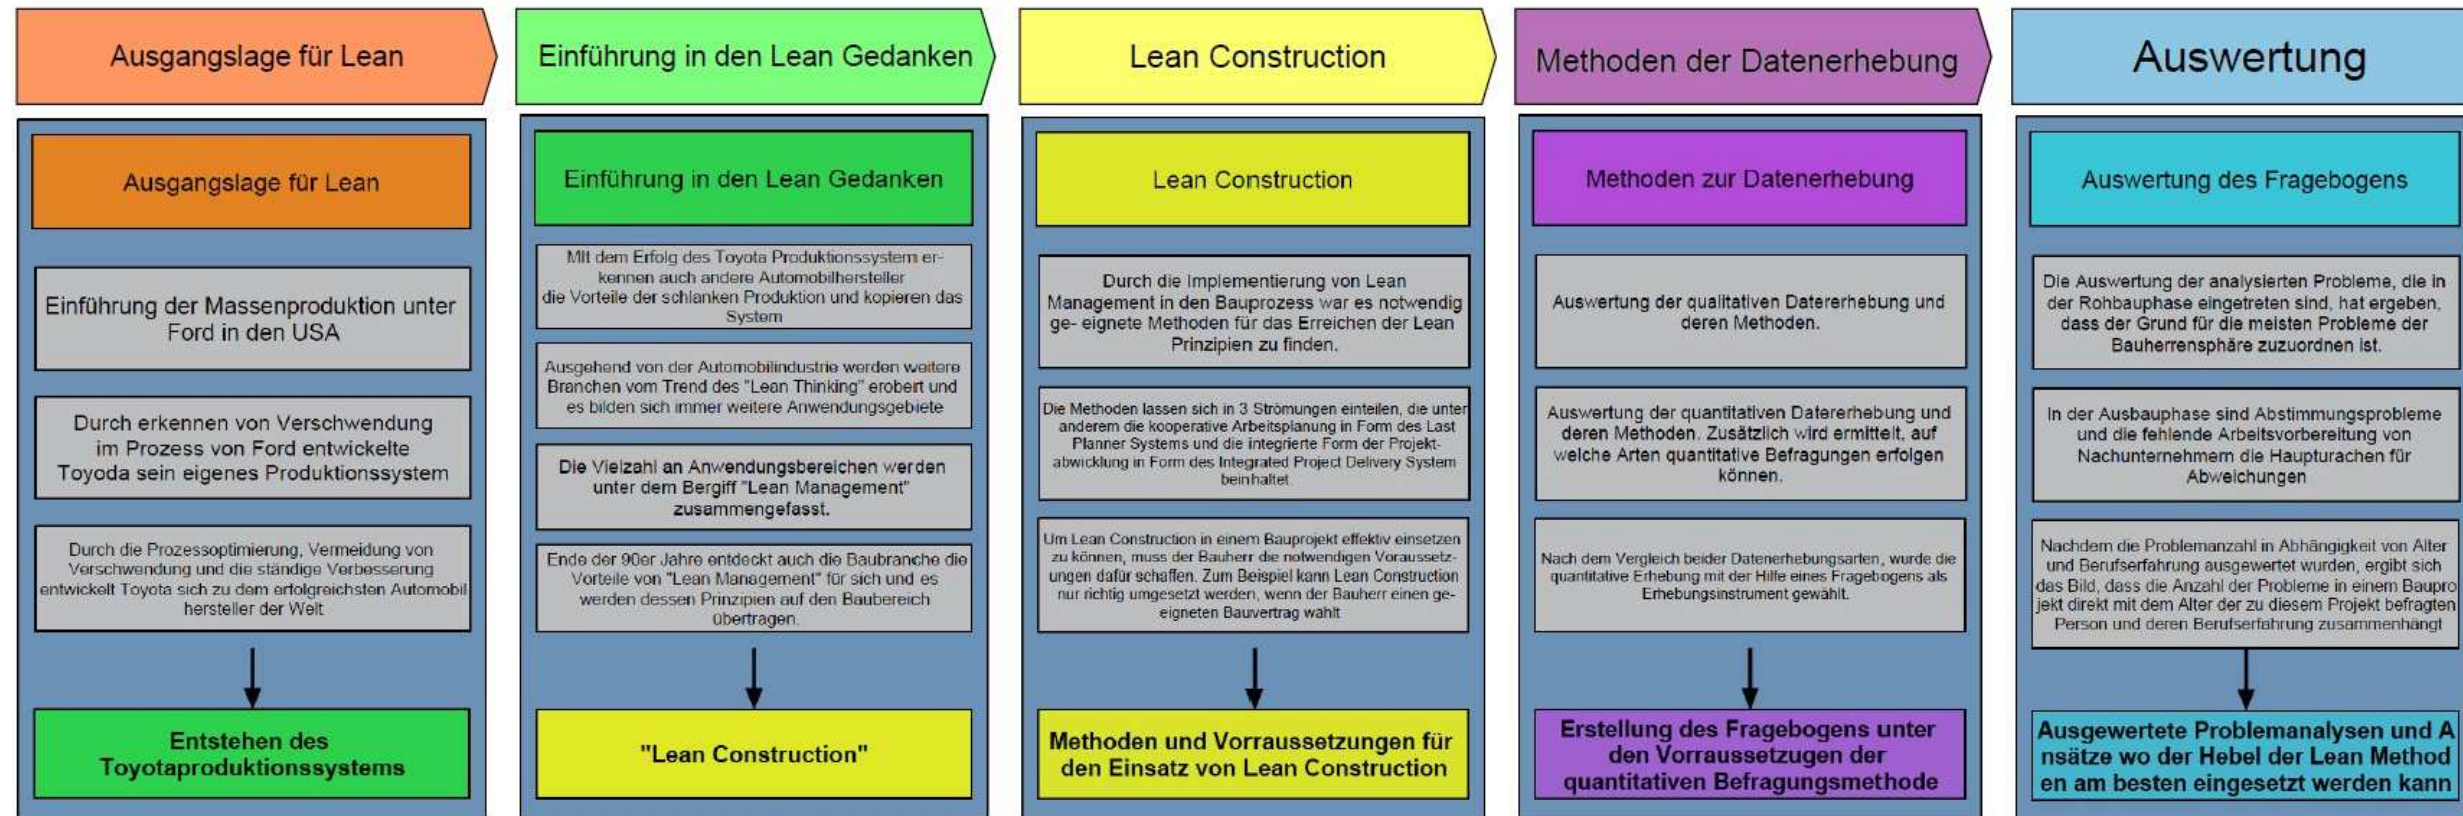 Ausgangslage für Lean
Einführung in den Lean Gedanken
Lean Construction
Methoden der Datenerhebung
Auswertung
Ausgangslage für Lean
Einführung der Massenproduktion unter
Ford in den USA
Durch erkennen von Verschwendung
im Prozess von Ford entwickelte
Toyoda sein eigenes Produktionssystem
Durch die Prozessoptimierung, Vermeidung von
Verschwendung und die ständige Verbesserung
entwickelt Toyota sich zu dem erfolgreichsten Automobil
hersteller der Welt
Entstehen des
Toyotaproduktionssystems
Einführung in den Lean Gedanken
MIt dem Erfolg des Toyota Produktionssystem er-
kennen auch andere Automobilhersteller
die Vorteile der schlanken Produktion und kopieren das
System
Ausgehend von der Automobilindustrie werden weitere
Branchen vom Trend des "Lean Thinking" erobert und
es bilden sich immer weitere Anwendungsgebiete
Die Vielzahl an Anwendungsbereichen werden
unter dem Bergiff "Lean Management"
zusammengefasst.
Ende der 90er Jahre entdeckt auch die Baubranche die
Vorteile von "Lean Management" für sich und es
werden dessen Prinzipien auf den Baubereich
übertragen.
"Lean Construction"
Lean Construction
Durch die Implementierung von Lean
Management in den Bauprozess war es notwendig
ge- eignete Methoden für das Erreichen der Lean
Prinzipien zu finden.
Die Methoden lassen sich in 3 Strömungen einteilen, die unter
anderem die kooperative Arbeitsplanung in Form des Last
Planner Systems und die integrierte Form der Projekt-
abwicklung in Form des Integrated Project Delivery System
beinhaltet.
Um Lean Construction in einem Bauprojekt effektiv einsetzen
zu können, muss der Bauherr die notwendigen Voraussetz-
ungen dafür schaffen. Zum Beispiel kann Lean Construction
nur richtig umgesetzt werden, wenn der Bauherr einen ge-
eigneten Bauvertrag wählt
Methoden und Vorraussetzungen für
den Einsatz von Lean Construction
Methoden zur Datenerhebung
Auswertung der qualitativen Datererhebung und
deren Methoden.
Auswertung der quantitativen Datererhebung und
deren Methoden. Zusätzlich wird ermittelt, auf
welche Arten quantitative Befragungen erfolgen
können.
Nach dem Vergleich beider Datenerhebungsarten, wurde die
quantitative Erhebung mit der Hilfe eines Fragebogens als
Erhebungsinstrument gewählt.
Erstellung des Fragebogens unter
den Vorraussetzugen der
quantitativen Befragungsmethode
Auswertung des Fragebogens
Die Auswertung der analysierten Probleme, die in
der Rohbauphase eingetreten sind, hat ergeben,
dass der Grund für die meisten Probleme der
Bauherrensphäre zuzuordnen ist.
In der Ausbauphase sind Abstimmungsprobleme
und die fehlende Arbeitsvorbereitung von
Nachunternehmern die Haupturachen für
Abweichungen
Nachdem die Problemanzahl in Abhängigkeit von Alter
und Berufserfahrung ausgewertet wurden, ergibt sich
das Bild, dass die Anzahl der Probleme in einem Baupro
jekt direkt mit dem Alter der zu diesem Projekt befragten
Person und deren Berufserfahrung zusammenhängt
Ausgewertete Problemanalysen und A
nsätze wo der Hebel der Lean Method
en am besten eingesetzt werden kann